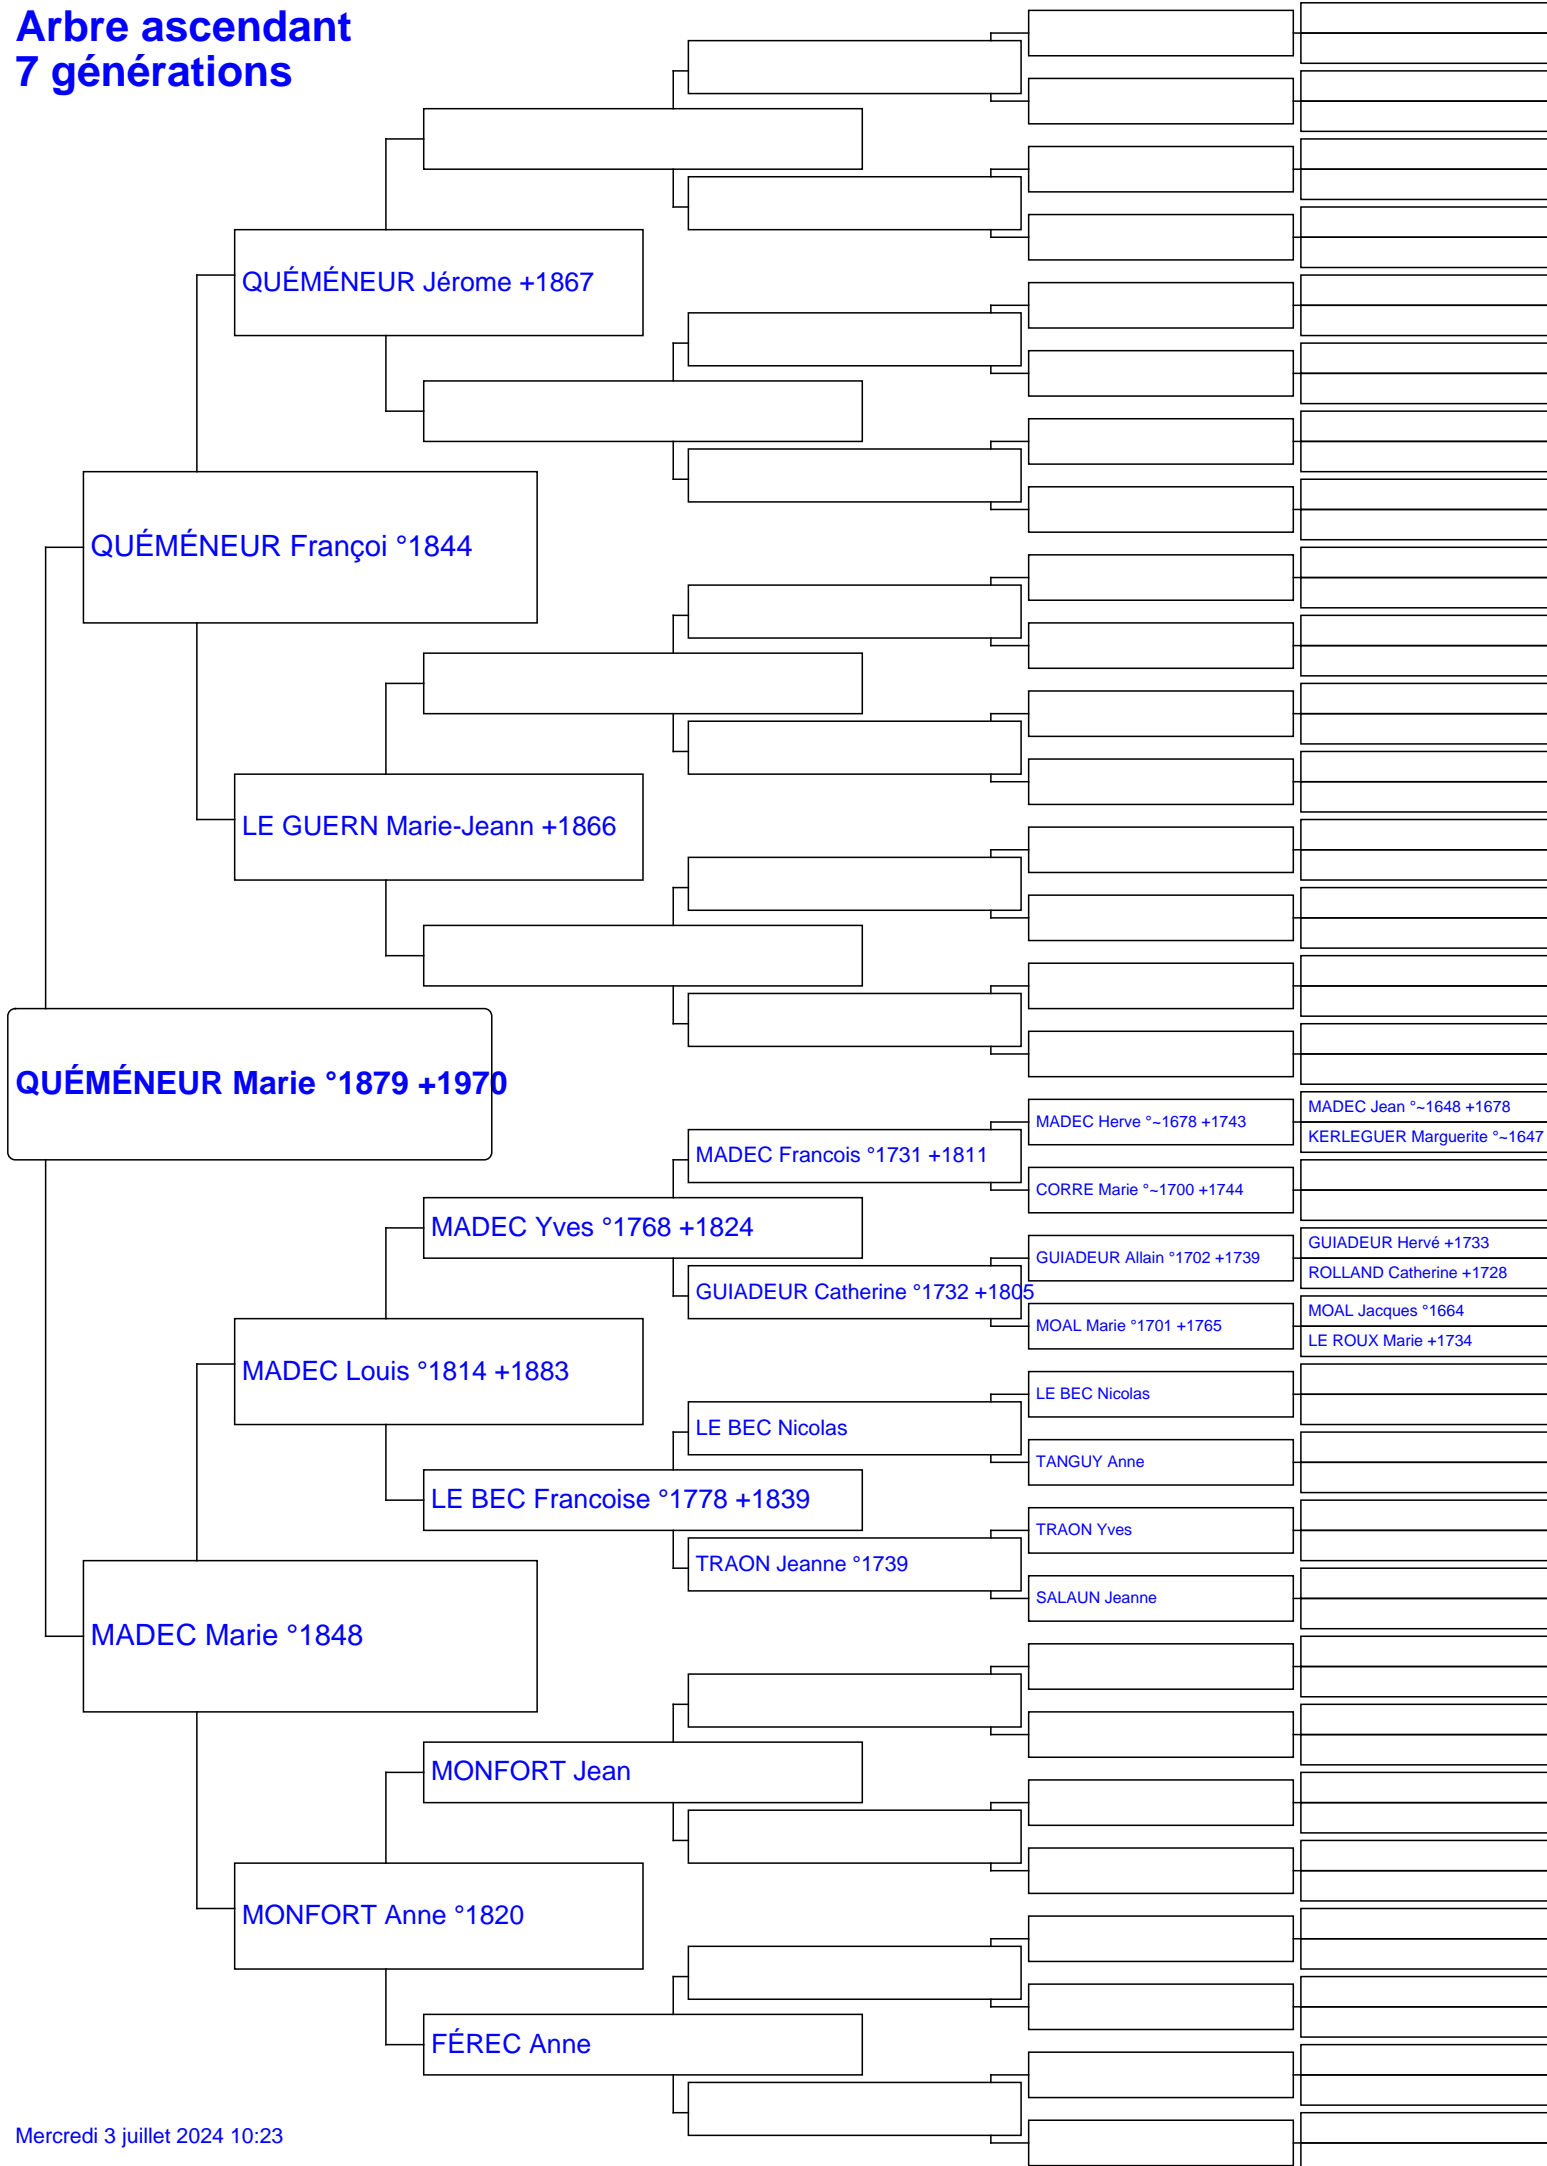 Arbre ascendant
7 générations
QUÉMÉNEUR Jérome +1867
QUÉMÉNEUR Françoi °1844
LE GUERN Marie-Jeann +1866
QUÉMÉNEUR Marie °1879 +1970
MADEC Jean °~1648 +1678
MADEC Herve °~1678 +1743
KERLEGUER Marguerite °~1647
MADEC Francois °1731 +1811
CORRE Marie °~1700 +1744
MADEC Yves °1768 +1824
GUIADEUR Hervé +1733
GUIADEUR Allain °1702 +1739
ROLLAND Catherine +1728
GUIADEUR Catherine °1732 +1805
MOAL Jacques °1664
MOAL Marie °1701 +1765
LE ROUX Marie +1734
MADEC Louis °1814 +1883
LE BEC Nicolas
LE BEC Nicolas
TANGUY Anne
LE BEC Francoise °1778 +1839
TRAON Yves
TRAON Jeanne °1739
SALAUN Jeanne
MADEC Marie °1848
MONFORT Jean
MONFORT Anne °1820
FÉREC Anne
Mercredi 3 juillet 2024 10:23